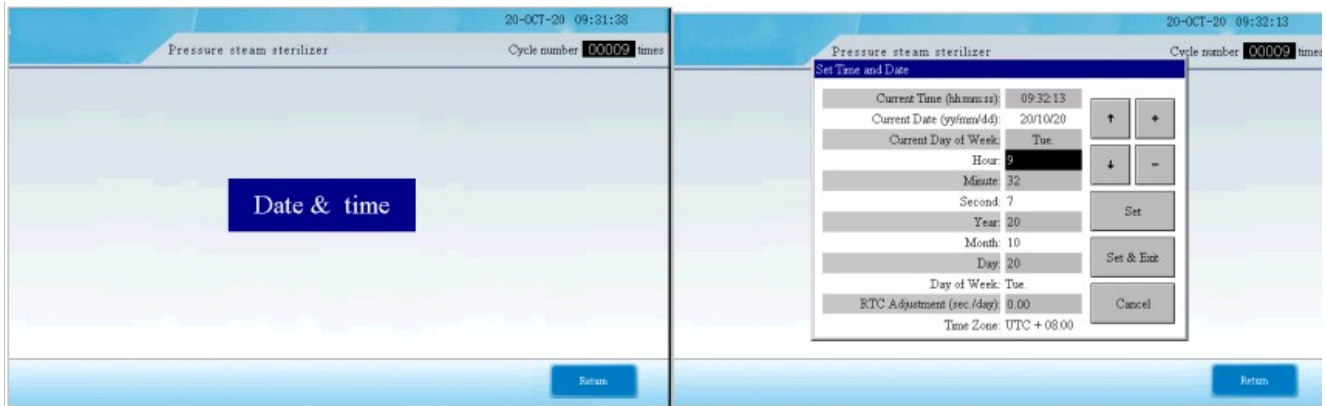 20-OCT-20 09:31:38
Pressure steam sterilizer
Cycle number 00009 times
Date & time
Return
20-OCT-20 09:32:13
Pressure steam sterilizer
Cycle number 00009 times
Set Time and Date
Current Time (hh:mm:ss): 09:32:13
Current Date (yy/mm/dd): 20/10/20
Current Day of Week: Tue.
Hour: 9
Minute: 32
Second: 7
Year: 20
Month: 10
Day: 20
Day of Week: Tue.
RTC Adjustment (sec./day): 0.00
Time Zone: UTC + 08:00
↑ +
↓ -
Set
Set & Exit
Cancel
Return